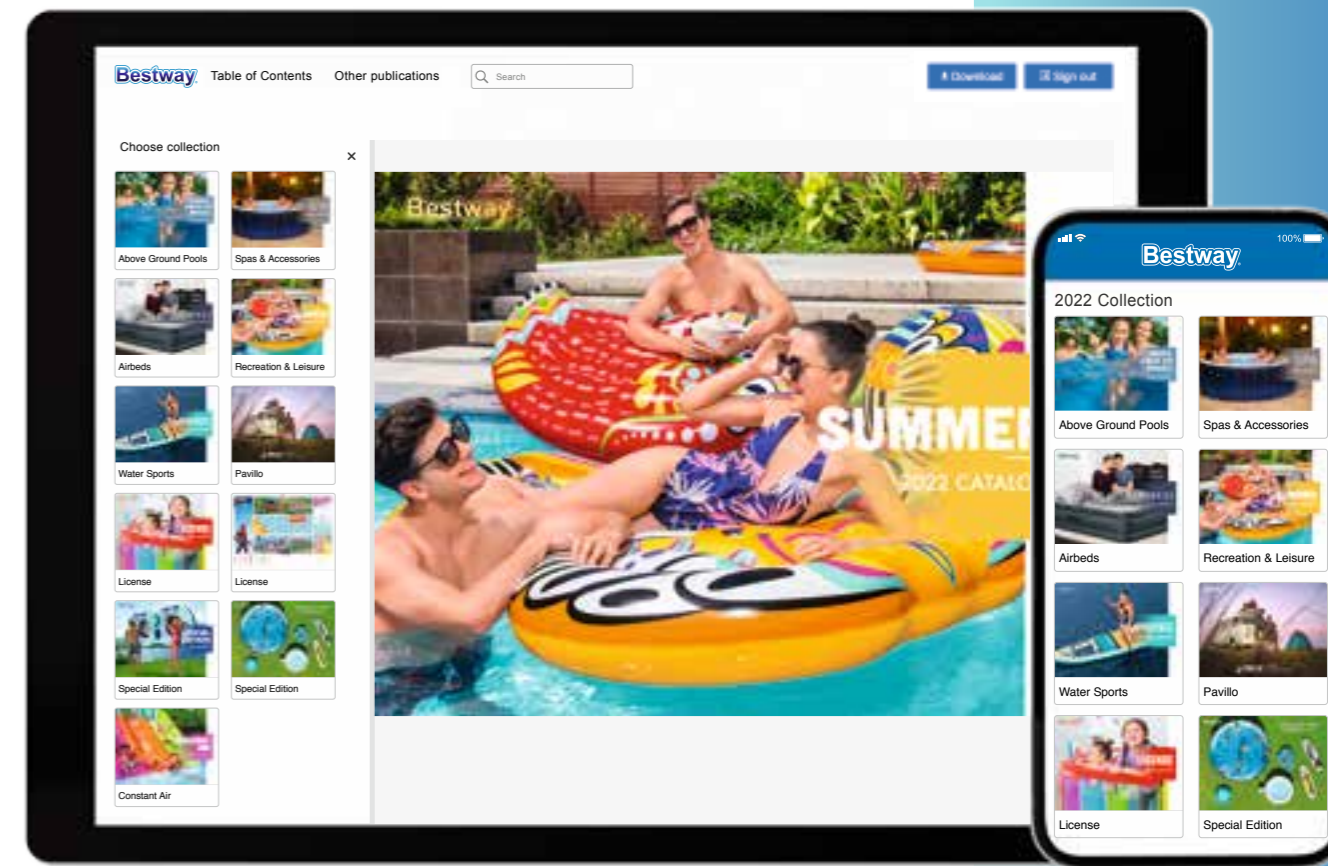 Bestway
Table of Contents
Other publications
Search
Download
Sign out
Choose collection
Above Ground Pools
Spas & Accessories
Airbeds
Recreation & Leisure
Water Sports
Pavillo
License
License
Special Edition
Special Edition
Constant Air
Bestway
SUMMER
2022 CATALO
100%
Bestway
2022 Collection
Above Ground Pools
Spas & Accessories
Airbeds
Recreation & Leisure
Water Sports
Pavillo
License
Special Edition